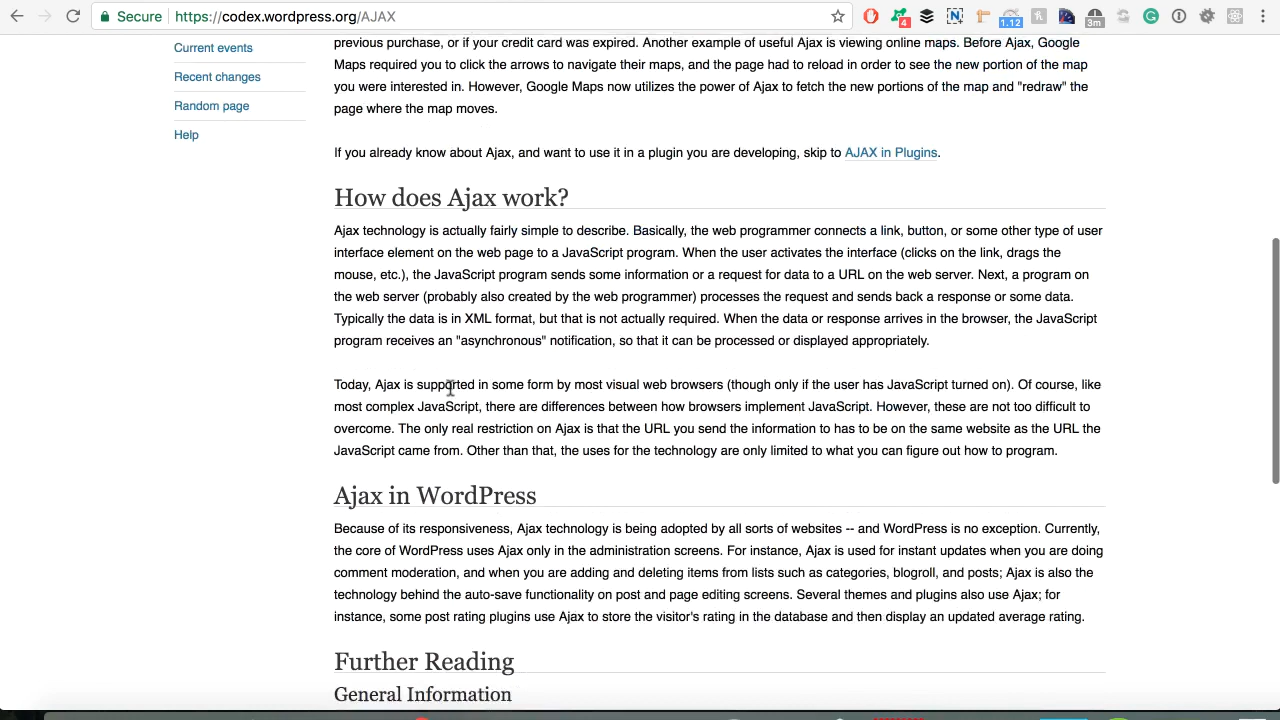 Secure https://codex.wordpress.org/AJAX
4
1.12
3m
Current events
Recent changes
Random page
Help
previous purchase, or if your credit card was expired. Another example of useful Ajax is viewing online maps. Before Ajax, Google
Maps required you to click the arrows to navigate their maps, and the page had to reload in order to see the new portion of the map
you were interested in. However, Google Maps now utilizes the power of Ajax to fetch the new portions of the map and "redraw" the
page where the map moves.
If you already know about Ajax, and want to use it in a plugin you are developing, skip to AJAX in Plugins.
How does Ajax work?
Ajax technology is actually fairly simple to describe. Basically, the web programmer connects a link, button, or some other type of user
interface element on the web page to a JavaScript program. When the user activates the interface (clicks on the link, drags the
mouse, etc.), the JavaScript program sends some information or a request for data to a URL on the web server. Next, a program on
the web server (probably also created by the web programmer) processes the request and sends back a response or some data.
Typically the data is in XML format, but that is not actually required. When the data or response arrives in the browser, the JavaScript
program receives an "asynchronous" notification, so that it can be processed or displayed appropriately.
Today, Ajax is supported in some form by most visual web browsers (though only if the user has JavaScript turned on). Of course, like
most complex JavaScript, there are differences between how browsers implement JavaScript. However, these are not too difficult to
overcome. The only real restriction on Ajax is that the URL you send the information to has to be on the same website as the URL the
JavaScript came from. Other than that, the uses for the technology are only limited to what you can figure out how to program.
Ajax in WordPress
Because of its responsiveness, Ajax technology is being adopted by all sorts of websites -- and WordPress is no exception. Currently,
the core of WordPress uses Ajax only in the administration screens. For instance, Ajax is used for instant updates when you are doing
comment moderation, and when you are adding and deleting items from lists such as categories, blogroll, and posts; Ajax is also the
technology behind the auto-save functionality on post and page editing screens. Several themes and plugins also use Ajax; for
instance, some post rating plugins use Ajax to store the visitor's rating in the database and then display an updated average rating.
Further Reading
General Information